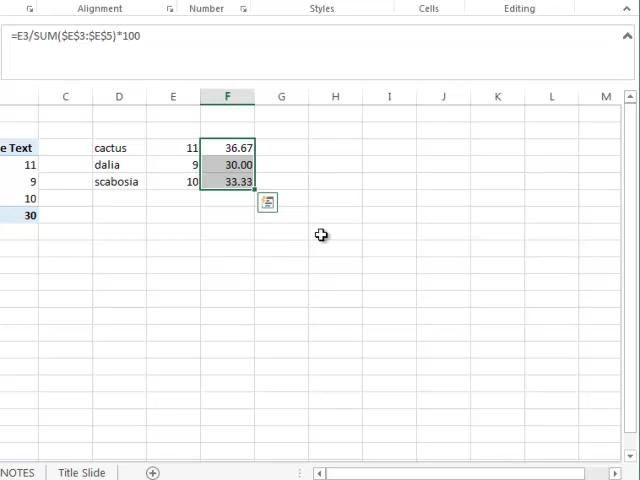 Alignment Number Styles Cells Editing
=E3/SUM($E$3:$E$5)*100
C D E F G H I J K L M
e Text cactus 11 36.67
11 dalia 9 30.00
9 scabosia 10 33.33
10
30
NOTES Title Slide